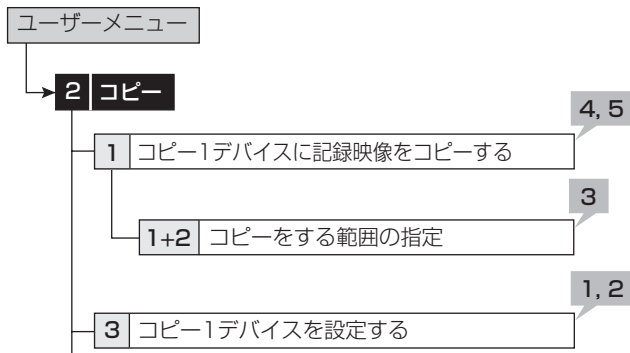 ユーザーメニュー
2 コピー
4, 5
1 コピー1デバイスに記録映像をコピーする
3
1+2 コピーをする範囲の指定
1, 2
3 コピー1デバイスを設定する